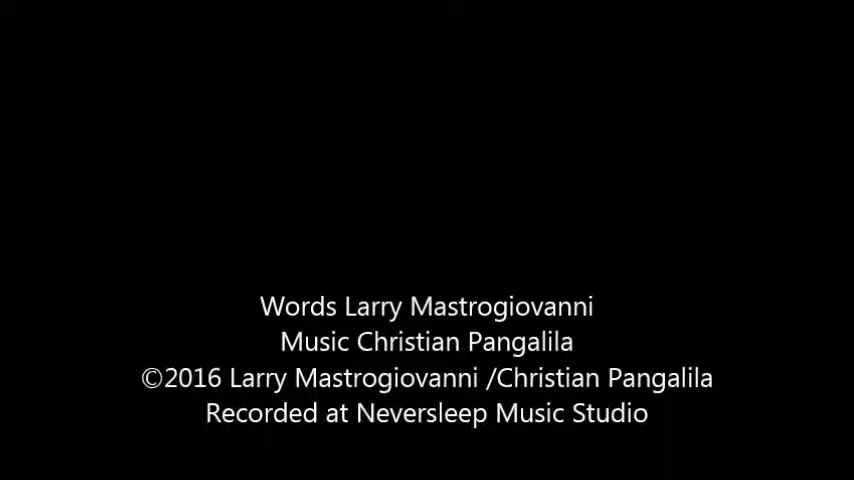 Words Larry Mastrogiovanni
Music Christian Pangalila
©2016 Larry Mastrogiovanni /Christian Pangalila
Recorded at Neversleep Music Studio